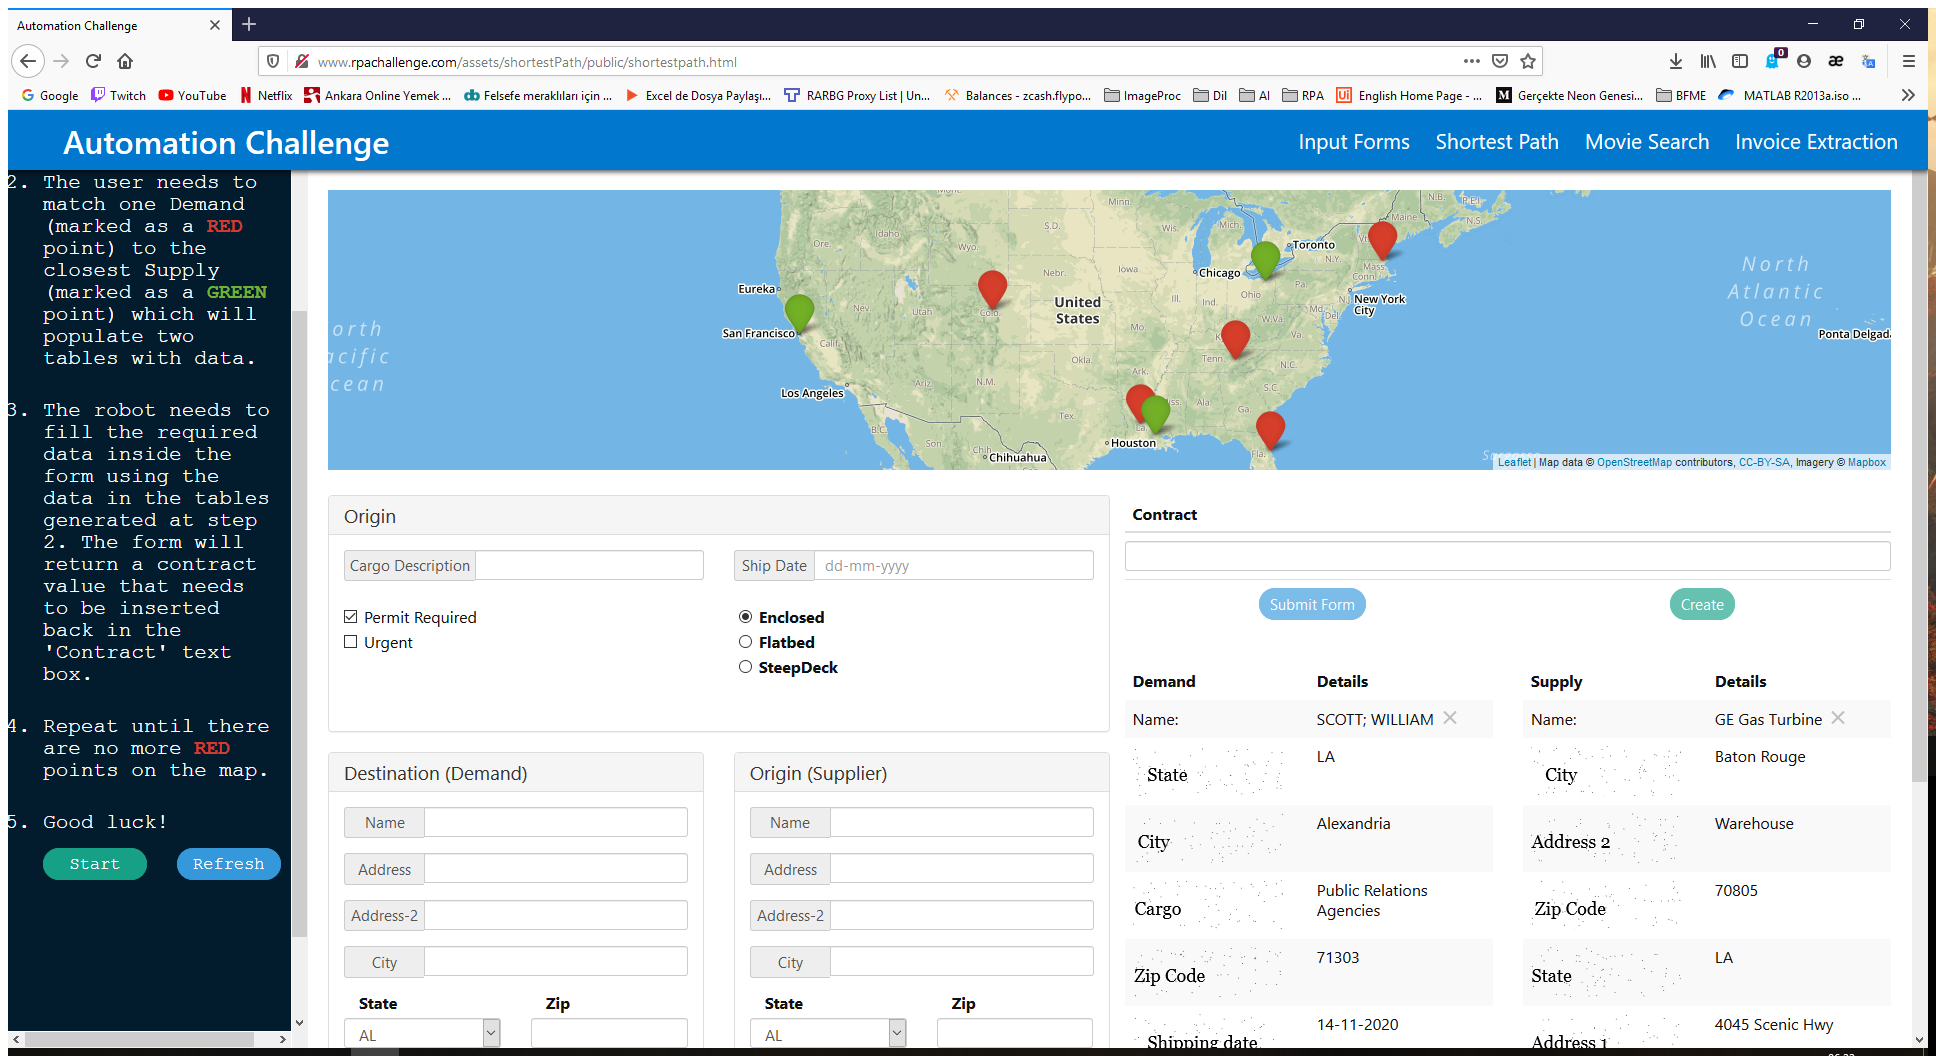 Automation Challenge
www.rpachallenge.com/assets/shortestPath/public/shortestpath.html
0
Google Twitch YouTube Netflix Ankara Online Yemek ... Felsefe meraklıları için ... Excel de Dosya Paylaşı... RARBG Proxy List | Un... Balances - zcash.flypo... ImageProc Dil AI RPA English Home Page - ... Gerçekte Neon Genesi... BFME MATLAB R2013a.iso ...
Automation Challenge
Input Forms Shortest Path Movie Search Invoice Extraction
2. The user needs to
match one Demand
(marked as a RED
point) to the
closest Supply
(marked as a GREEN
point) which will
populate two
tables with data.
3. The robot needs to
fill the required
data inside the
form using the
data in the tables
generated at step
2. The form will
return a contract
value that needs
to be inserted
back in the
'Contract' text
box.
4. Repeat until there
are no more RED
points on the map.
5. Good luck!
Start Refresh
Minn.
N.B.
P.E.I.
Maine
N.S.
Ore.
Idaho
S.D.
Wis.
Mich.
Toronto
Wyo.
N.Y.
Mass.
Conn.
Chicago
Iowa
Nebr.
Pa.
North
Atlantic
Ocean
Eureka
United
States
Ill.
Ind.
Ohio
N.J.
New York
City
Nev.
Utah
Colo.
Del.
Md.
W.Va.
Va.
Mo.
San Francisco
Calif.
Ponta Delgada
orth
acific
cean
Okla.
Tenn.
N.C.
Ark.
Ariz.
N.M.
S.C.
Los Angeles
Tex.
La.
Ala.
Ga.
B.C.
Son.
Chih.
Chihuahua
Houston
Fla.
Leaflet | Map data © OpenStreetMap contributors, CC-BY-SA, Imagery © Mapbox
Origin
Cargo Description
Ship Date dd-mm-yyyy
Permit Required
Urgent
Enclosed
Flatbed
SteepDeck
Contract
Submit Form Create
Destination (Demand)
Name
Address
Address-2
City
State Zip
AL
Origin (Supplier)
Name
Address
Address-2
City
State Zip
AL
Demand Details
Name: SCOTT; WILLIAM
State LA
City Alexandria
Cargo Public Relations
Agencies
Zip Code 71303
Shipping date 14-11-2020
Supply Details
Name: GE Gas Turbine
City Baton Rouge
Address 2 Warehouse
Zip Code 70805
State LA
Address 1 4045 Scenic Hwy